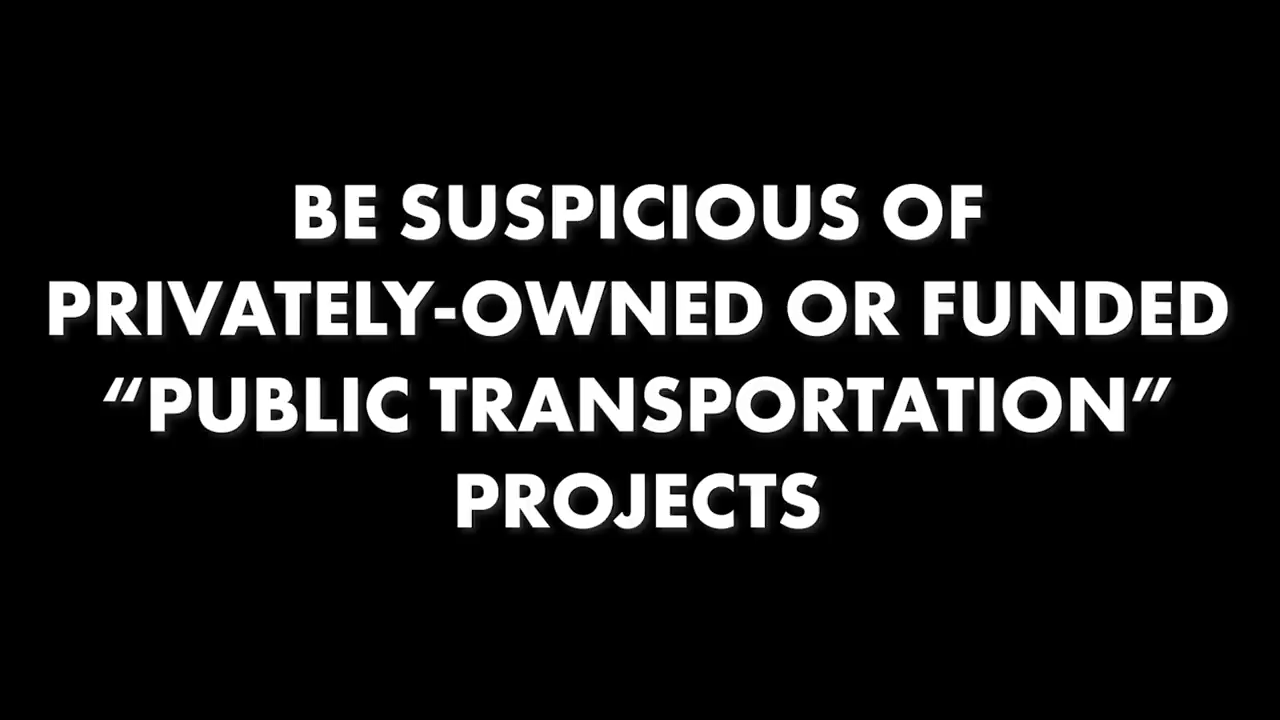 BE SUSPICIOUS OF
PRIVATELY-OWNED OR FUNDED
“PUBLIC TRANSPORTATION”
PROJECTS